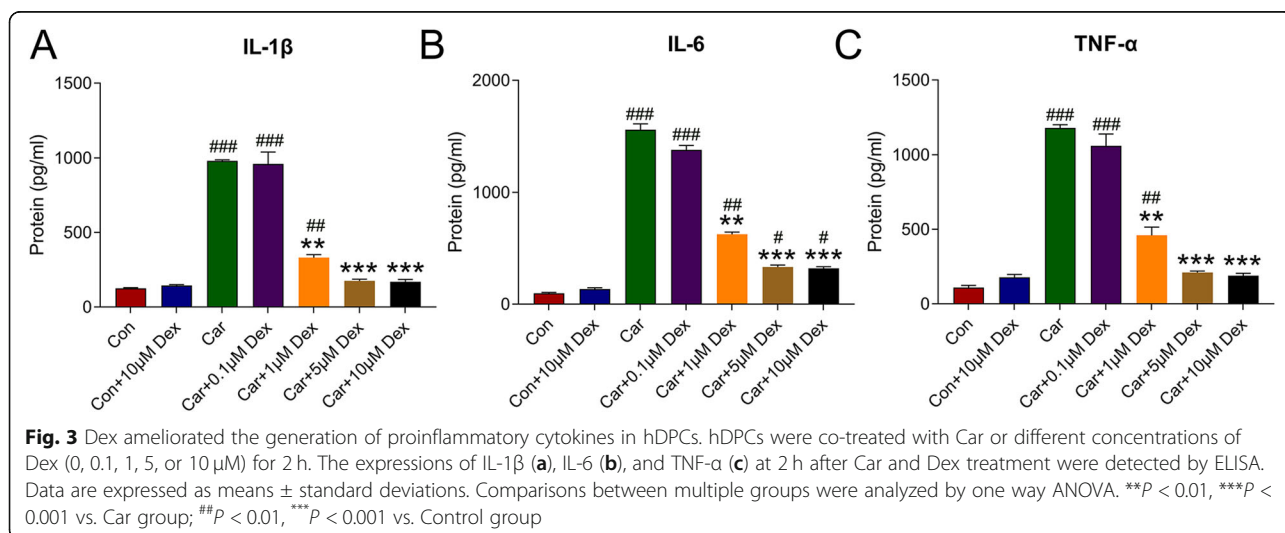 A
IL-1β
Protein (pg/ml)
1500
1000
500
0
###
###
##
**
***
***
Con
Con+10μM Dex
Car
Car+0.1μM Dex
Car+1μM Dex
Car+5μM Dex
Car+10μM Dex
B
IL-6
Protein (pg/ml)
2000
1000
0
###
###
##
**
#
***
#
***
Con
Con+10μM Dex
Car
Car+0.1μM Dex
Car+1μM Dex
Car+5μM Dex
Car+10μM Dex
C
TNF-α
Protein (pg/ml)
1500
1000
500
0
###
###
##
**
***
***
Con
Con+10μM Dex
Car
Car+0.1μM Dex
Car+1μM Dex
Car+5μM Dex
Car+10μM Dex
Fig. 3 Dex ameliorated the generation of proinflammatory cytokines in hDPCs. hDPCs were co-treated with Car or different concentrations of
Dex (0, 0.1, 1, 5, or 10 μM) for 2 h. The expressions of IL-1β (a), IL-6 (b), and TNF-α (c) at 2 h after Car and Dex treatment were detected by ELISA.
Data are expressed as means ± standard deviations. Comparisons between multiple groups were analyzed by one way ANOVA. **P < 0.01, ***P <
0.001 vs. Car group; ##P < 0.01, ***P < 0.001 vs. Control group